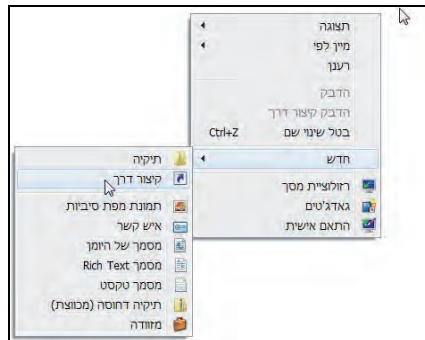 תצוגה
מיין לפי
רענן
הדבק
הדבק קיצור דרך
בטל שינוי שם Ctrl+Z
חדש
רזולוציית מסך
גאדג'טים
התאם אישית
תיקיה
קיצור דרך
תמונת מפת סיביות
איש קשר
מסמך של היומן
מסמך Rich Text
מסמך טקסט
תיקיה דחוסה (מכווצת)
מזוודה